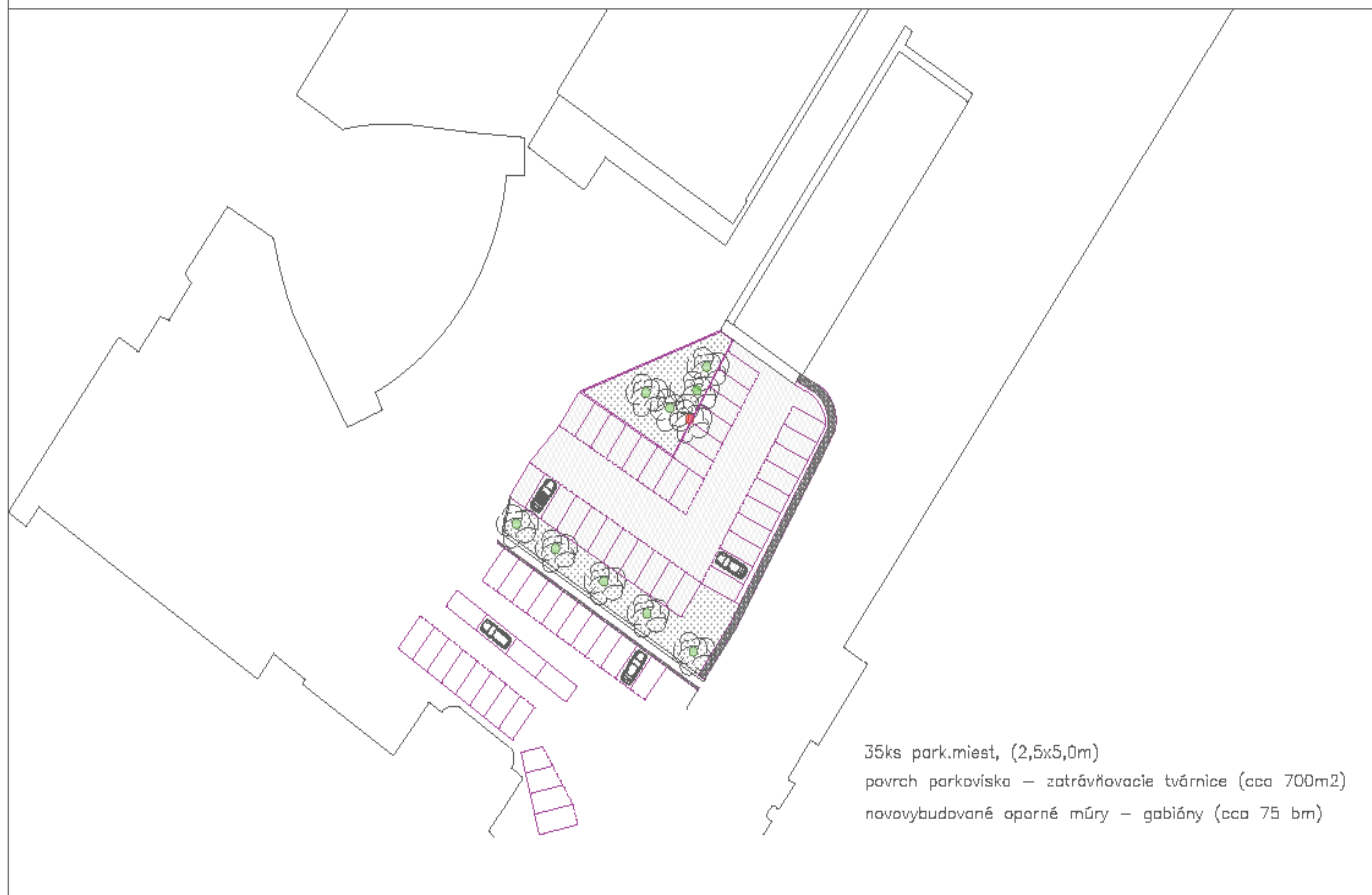 35ks park.miest, (2,5x5,0m)
povrch parkoviska – zatrávňovacie tvárnice (cca 700m2)
novovybudované oporné múry – gabióny (cca 75 bm)